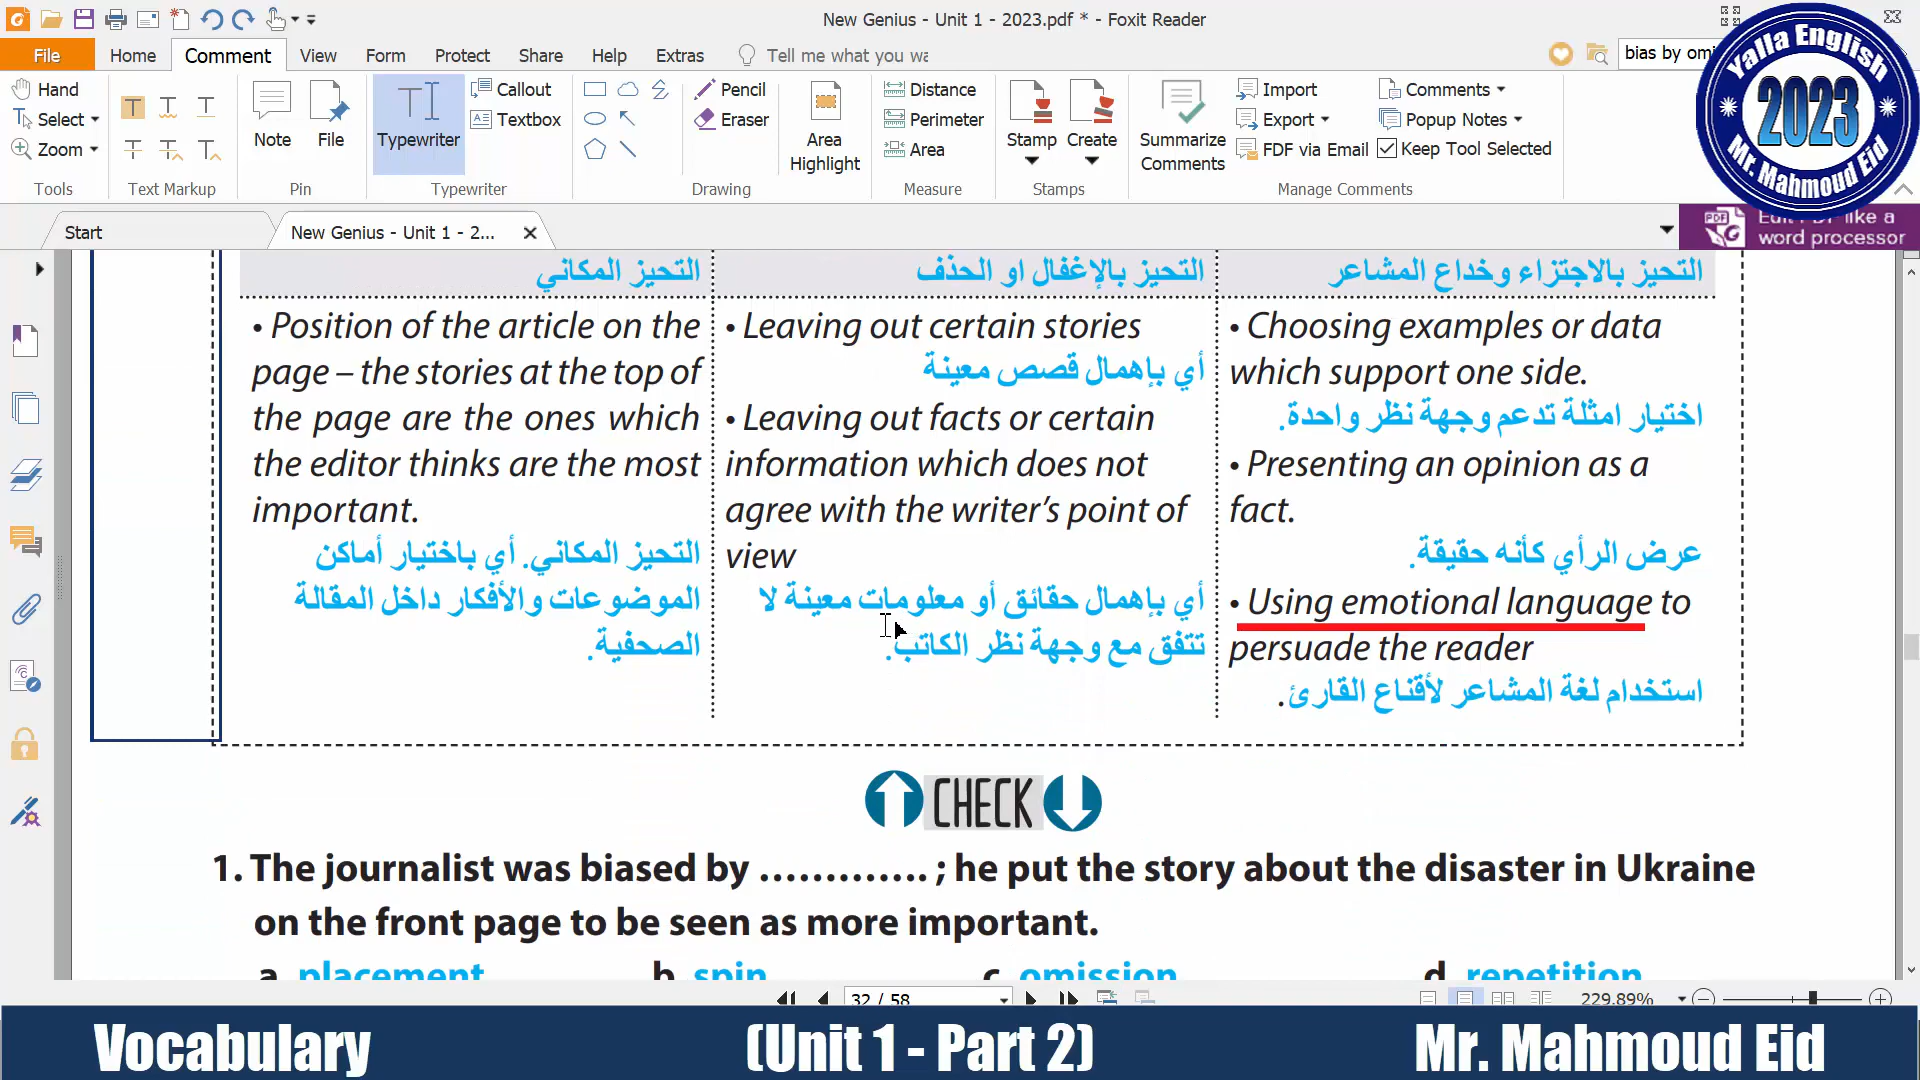 New Genius - Unit 1 - 2023.pdf * - Foxit Reader
File Home Comment View Form Protect Share Help Extras Tell me what you wa
bias by omi
Hand
Select
Zoom
Tools
Text Markup
Note
File
Pin
Typewriter
Callout
Textbox
Typewriter
Pencil
Eraser
Drawing
Area
Highlight
Distance
Perimeter
Area
Measure
Stamp
Create
Stamps
Summarize
Comments
Import
Export
FDF via Email
Comments
Popup Notes
Keep Tool Selected
Manage Comments
Yalla English
2023
Mr. Mahmoud Eid
Start
New Genius - Unit 1 - 2...
Edit PDF like a
word processor
التحيز المكاني
• Position of the article on the
page – the stories at the top of
the page are the ones which
the editor thinks are the most
important.
التحيز المكاني. أي باختيار أماكن
الموضوعات والأفكار داخل المقالة
الصحفية.
التحيز بالإغفال او الحذف
• Leaving out certain stories
أي بإهمال قصص معينة
• Leaving out facts or certain
information which does not
agree with the writer's point of
view
أي بإهمال حقائق أو معلومات معينة لا
تتفق مع وجهة نظر الكاتب.
التحيز بالاجتزاء وخداع المشاعر
• Choosing examples or data
which support one side.
اختيار امثلة تدعم وجهة نظر واحدة.
• Presenting an opinion as a
fact.
عرض الرأي كأنه حقيقة.
• Using emotional language to
persuade the reader
استخدام لغة المشاعر لأقناع القارئ.
CHECK
1. The journalist was biased by ............. ; he put the story about the disaster in Ukraine
on the front page to be seen as more important.
a. placement b. spin c. omission d. repetition
32 / 58
229.89%
Vocabulary (Unit 1 - Part 2) Mr. Mahmoud Eid